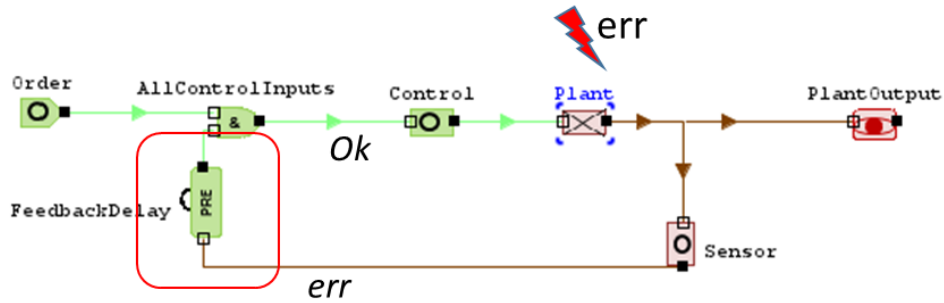 err
Order
AllControlInputs
Control
Plant
PlantOutput
&
Ok
PRE
FeedbackDelay
Sensor
err